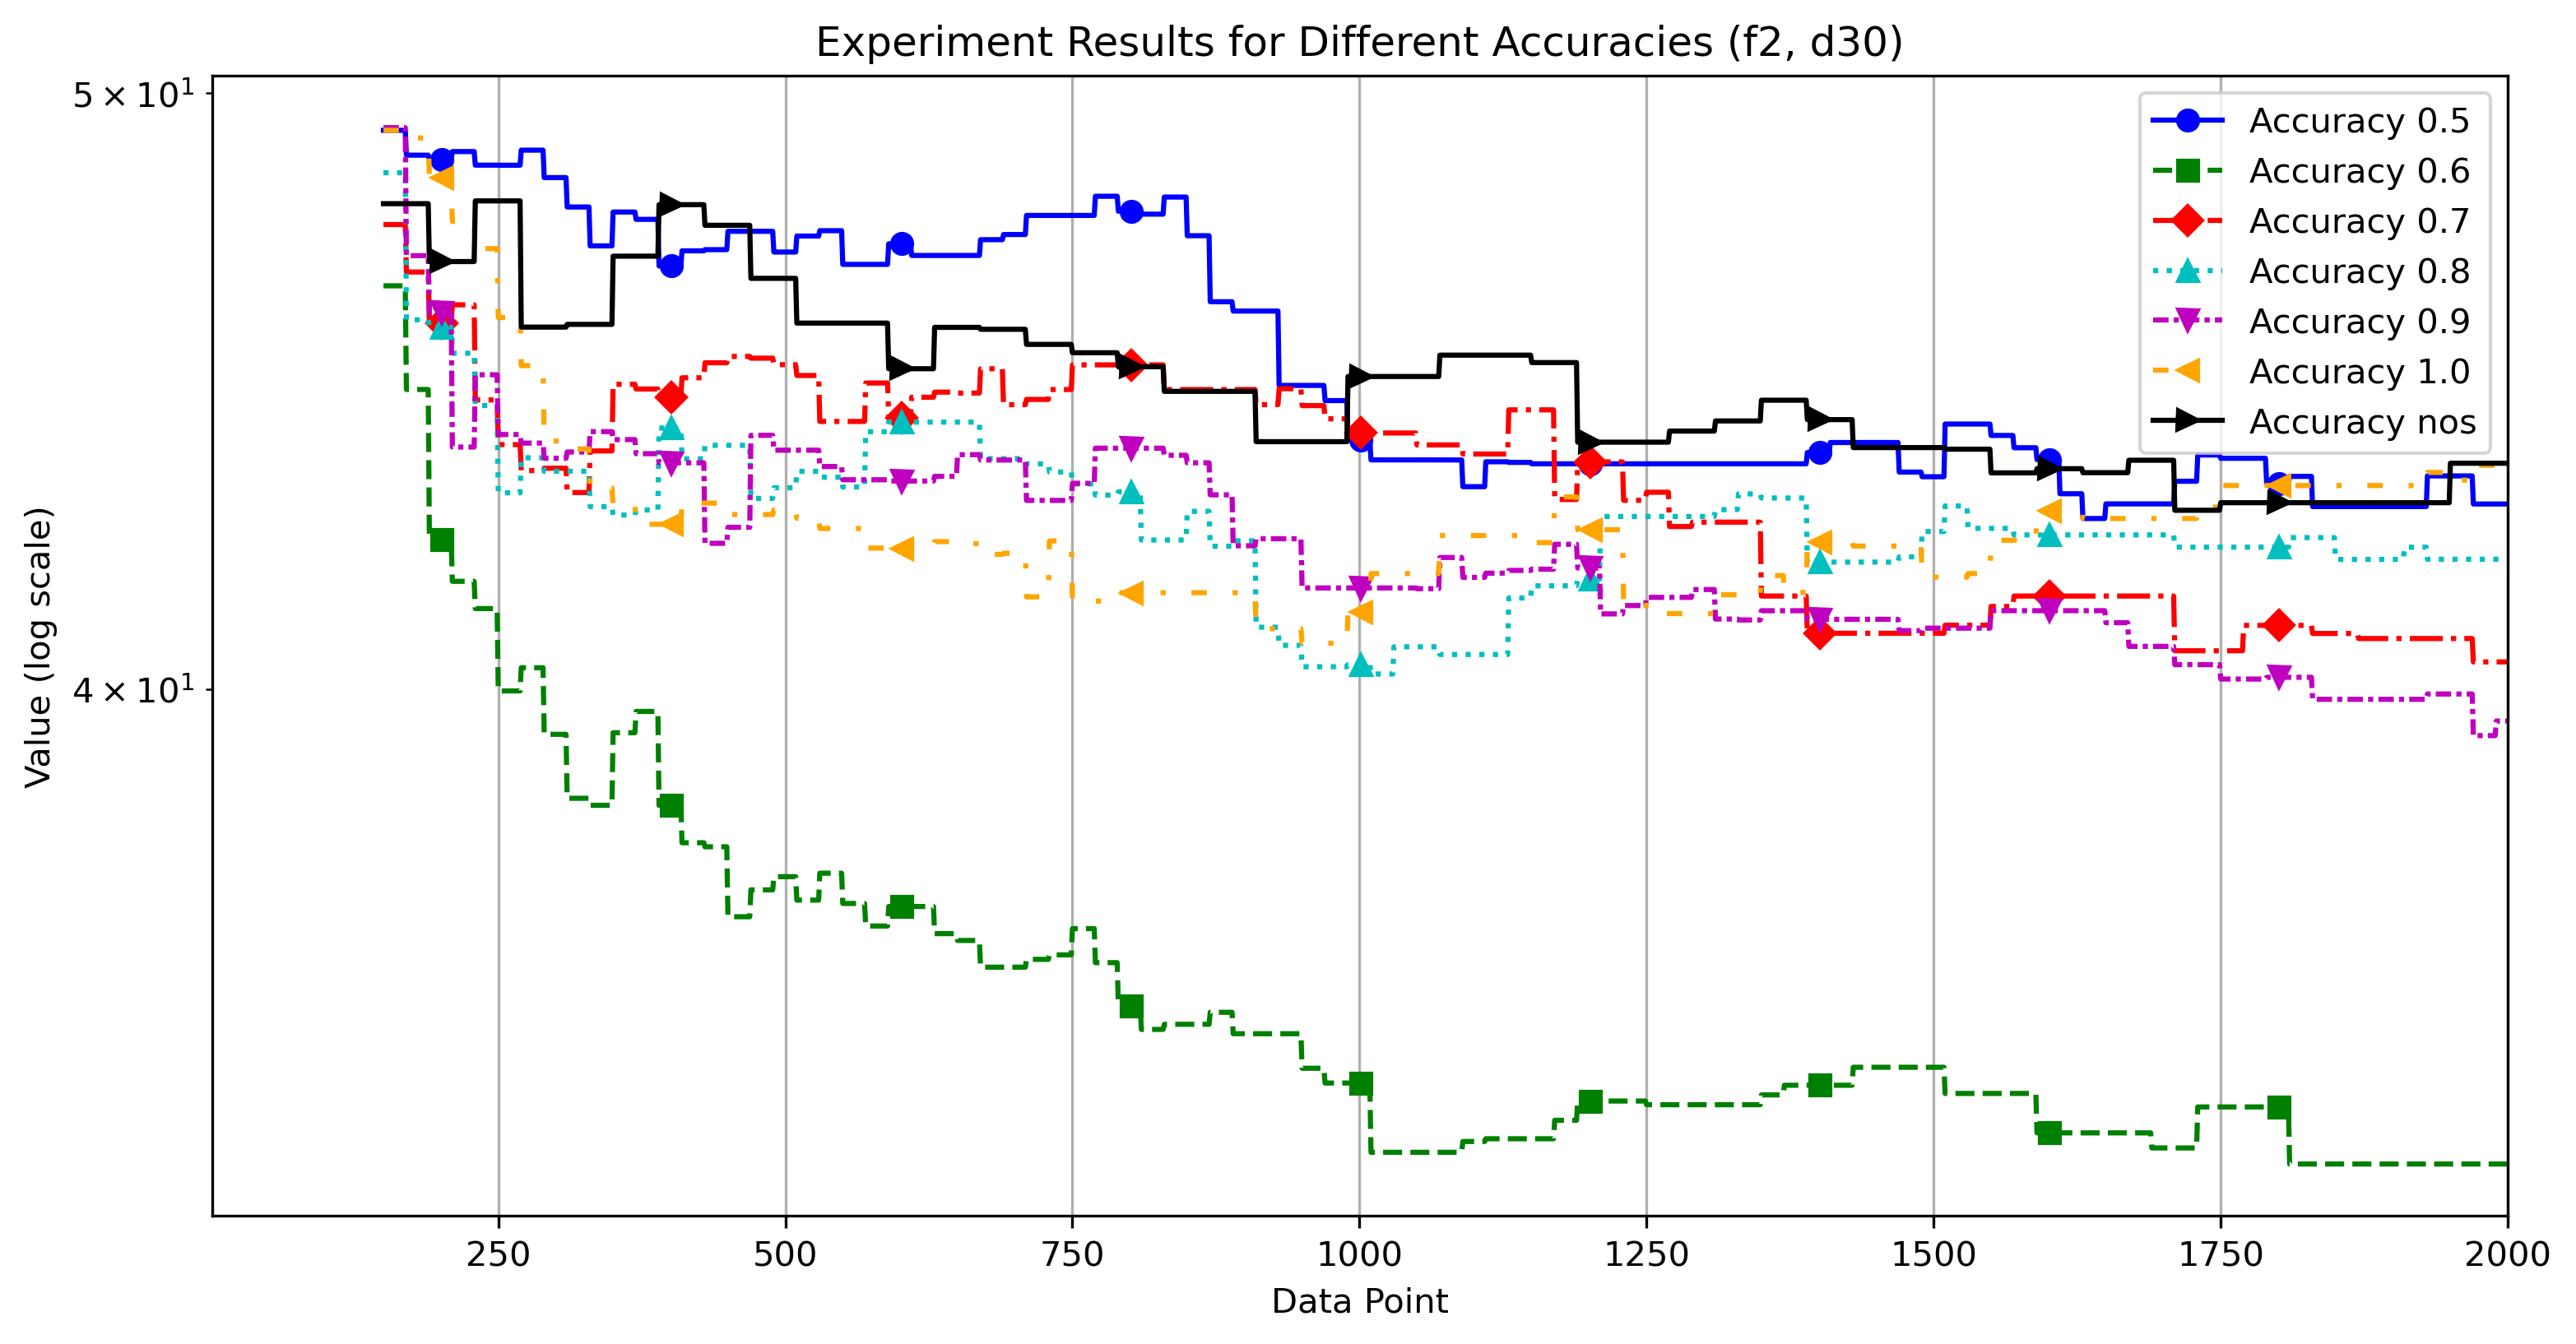 Experiment Results for Different Accuracies (f2, d30)
5 × 10¹
4 × 10¹
Value (log scale)
Accuracy 0.5
Accuracy 0.6
Accuracy 0.7
Accuracy 0.8
Accuracy 0.9
Accuracy 1.0
Accuracy nos
250 500 750 1000 1250 1500 1750 2000
Data Point